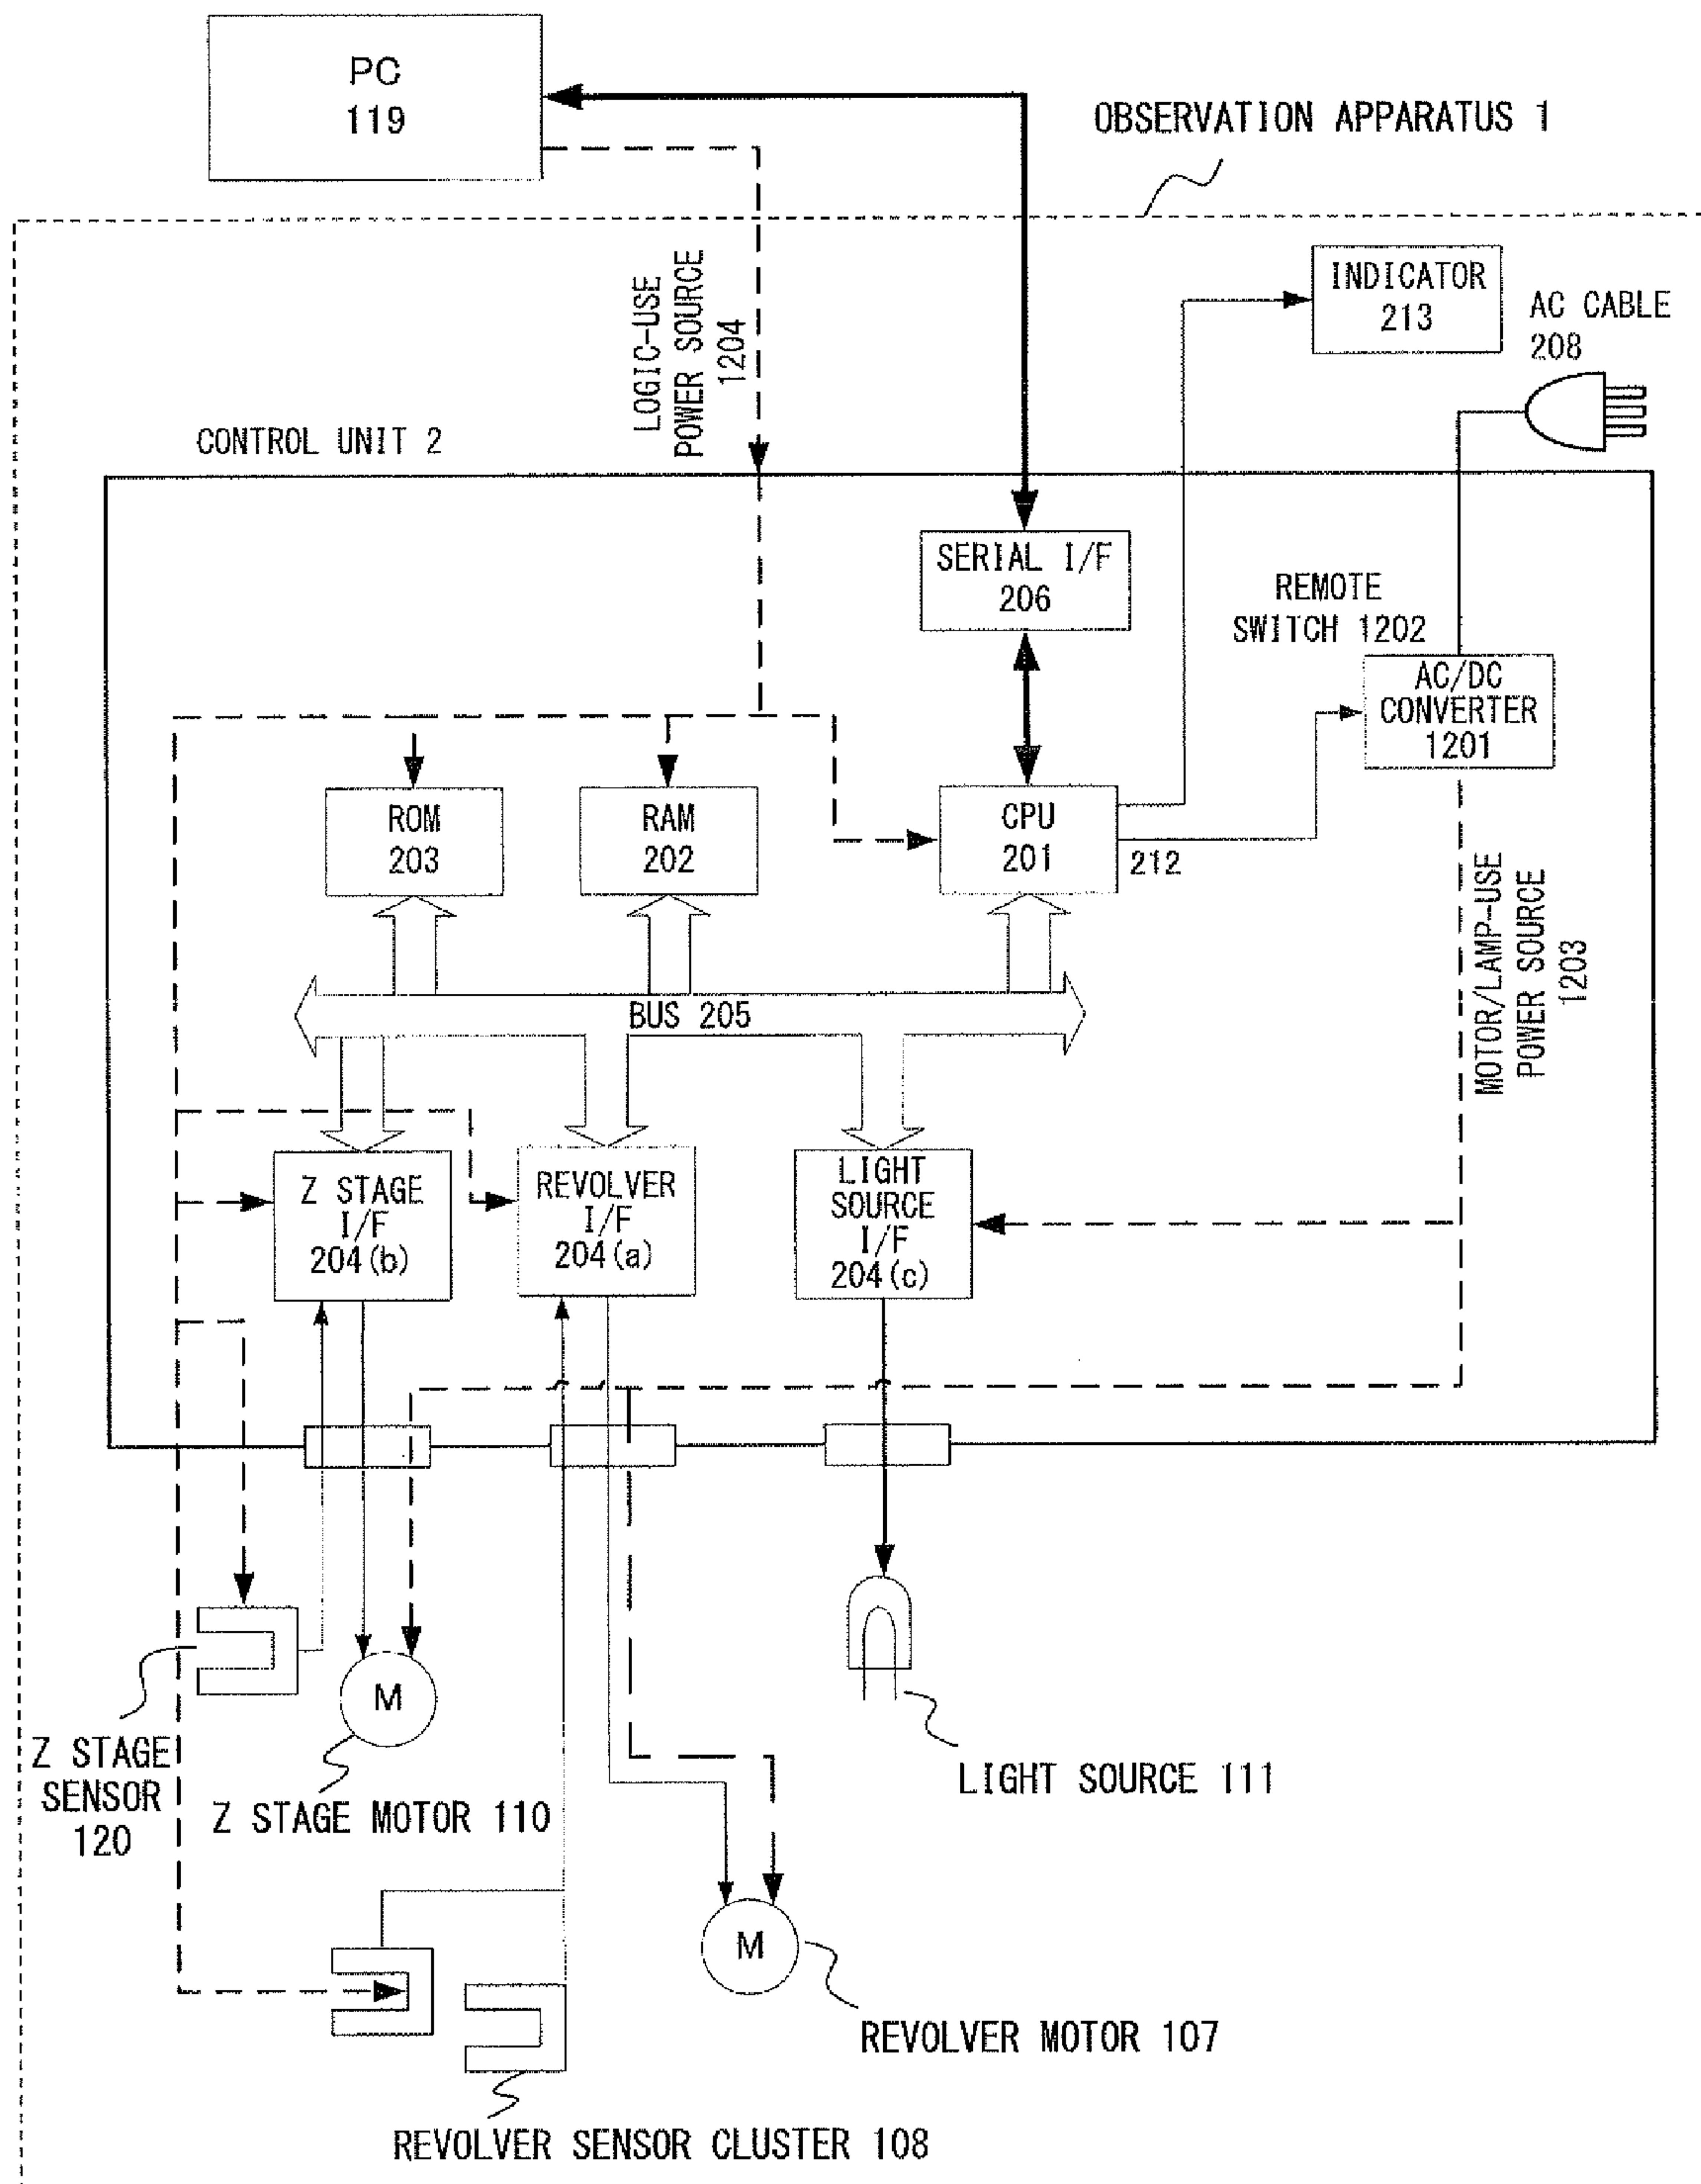 PC
119
OBSERVATION APPARATUS 1
INDICATOR
213
AC CABLE
208
LOGIC-USE
POWER SOURCE
1204
CONTROL UNIT 2
SERIAL I/F
206
REMOTE
SWITCH 1202
AC/DC
CONVERTER
1201
ROM
203
RAM
202
CPU
201
212
MOTOR/LAMP-USE
POWER SOURCE
1203
BUS 205
Z STAGE
I/F
204(b)
REVOLVER
I/F
204(a)
LIGHT
SOURCE
I/F
204(c)
M
Z STAGE
SENSOR
120
Z STAGE MOTOR 110
LIGHT SOURCE 111
M
REVOLVER MOTOR 107
REVOLVER SENSOR CLUSTER 108